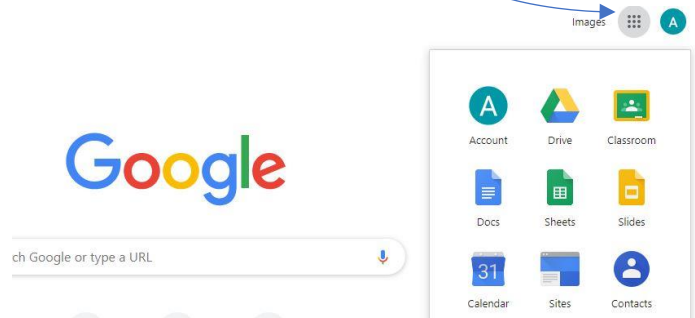 Images
A
A
Account Drive Classroom
Google
Docs Sheets Slides
ch Google or type a URL
31
Calendar Sites Contacts